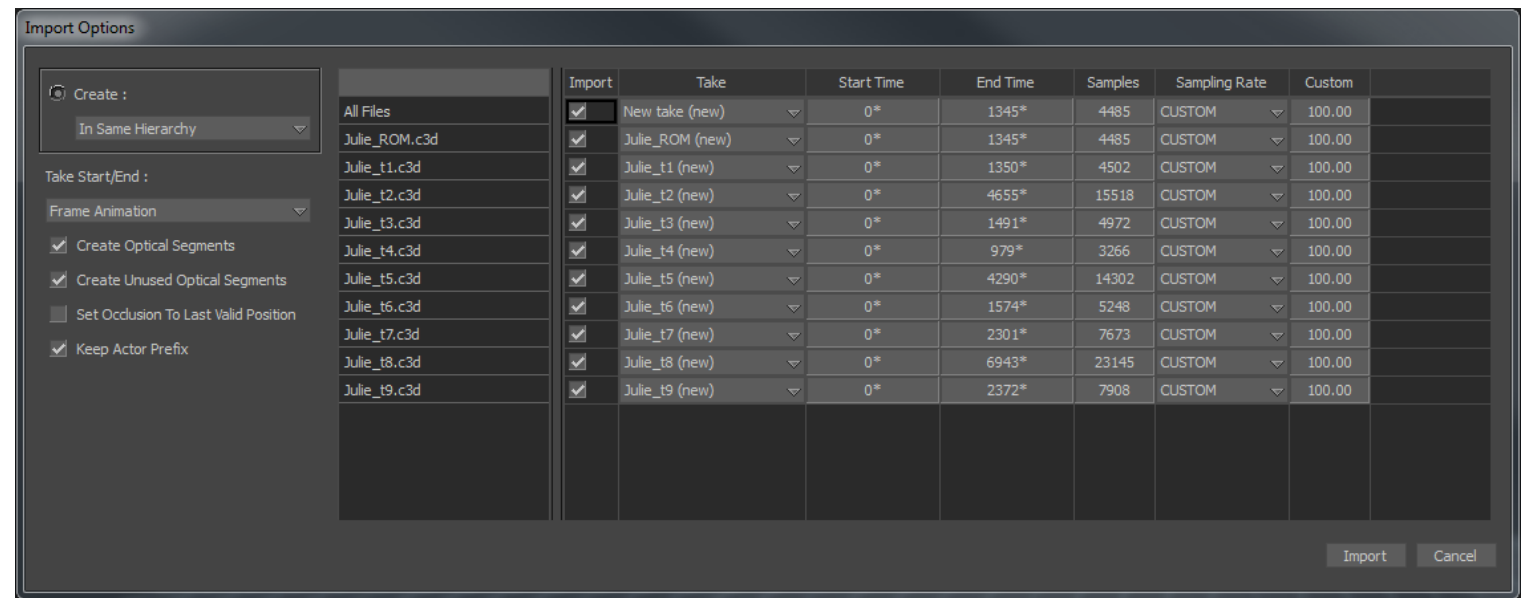 Import Options
Create :
In Same Hierarchy
Take Start/End :
Frame Animation
Create Optical Segments
Create Unused Optical Segments
Set Occlusion To Last Valid Position
Keep Actor Prefix
Import Take Start Time End Time Samples Sampling Rate Custom
All Files New take (new) 0* 1345* 4485 CUSTOM 100.00
Julie_ROM.c3d Julie_ROM (new) 0* 1345* 4485 CUSTOM 100.00
Julie_t1.c3d Julie_t1 (new) 0* 1350* 4502 CUSTOM 100.00
Julie_t2.c3d Julie_t2 (new) 0* 4655* 15518 CUSTOM 100.00
Julie_t3.c3d Julie_t3 (new) 0* 1491* 4972 CUSTOM 100.00
Julie_t4.c3d Julie_t4 (new) 0* 979* 3266 CUSTOM 100.00
Julie_t5.c3d Julie_t5 (new) 0* 4290* 14302 CUSTOM 100.00
Julie_t6.c3d Julie_t6 (new) 0* 1574* 5248 CUSTOM 100.00
Julie_t7.c3d Julie_t7 (new) 0* 2301* 7673 CUSTOM 100.00
Julie_t8.c3d Julie_t8 (new) 0* 6943* 23145 CUSTOM 100.00
Julie_t9.c3d Julie_t9 (new) 0* 2372* 7908 CUSTOM 100.00
Import Cancel